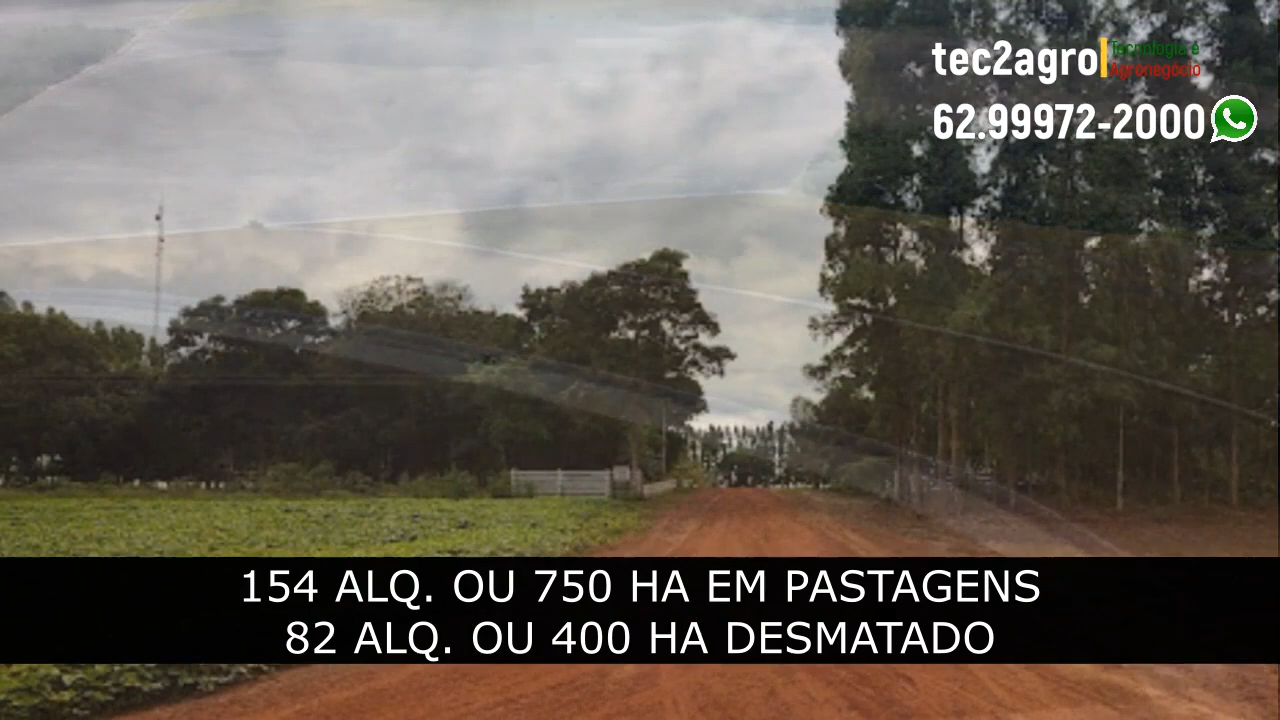 tec2agro
Tecnologia e
Agronegócio
62.99972-2000
154 ALQ. OU 750 HA EM PASTAGENS
82 ALQ. OU 400 HA DESMATADO